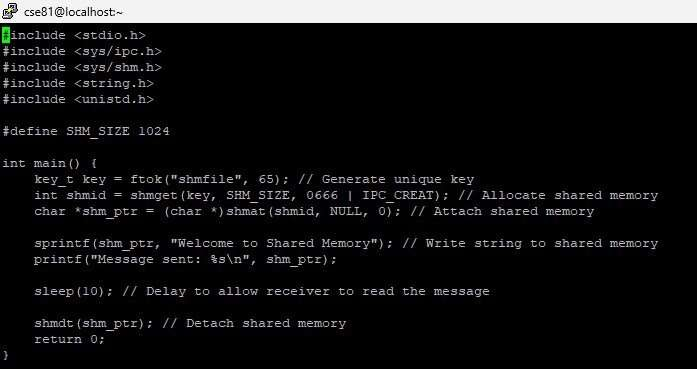 cse81@localhost:~
#include <stdio.h>
#include <sys/ipc.h>
#include <sys/shm.h>
#include <string.h>
#include <unistd.h>
#define SHM_SIZE 1024
int main() {
    key_t key = ftok("shmfile", 65); // Generate unique key
    int shmid = shmget(key, SHM_SIZE, 0666 | IPC_CREAT); // Allocate shared memory
    char *shm_ptr = (char *)shmat(shmid, NULL, 0); // Attach shared memory
    sprintf(shm_ptr, "Welcome to Shared Memory"); // Write string to shared memory
    printf("Message sent: %s\n", shm_ptr);
    sleep(10); // Delay to allow receiver to read the message
    shmdt(shm_ptr); // Detach shared memory
    return 0;
}